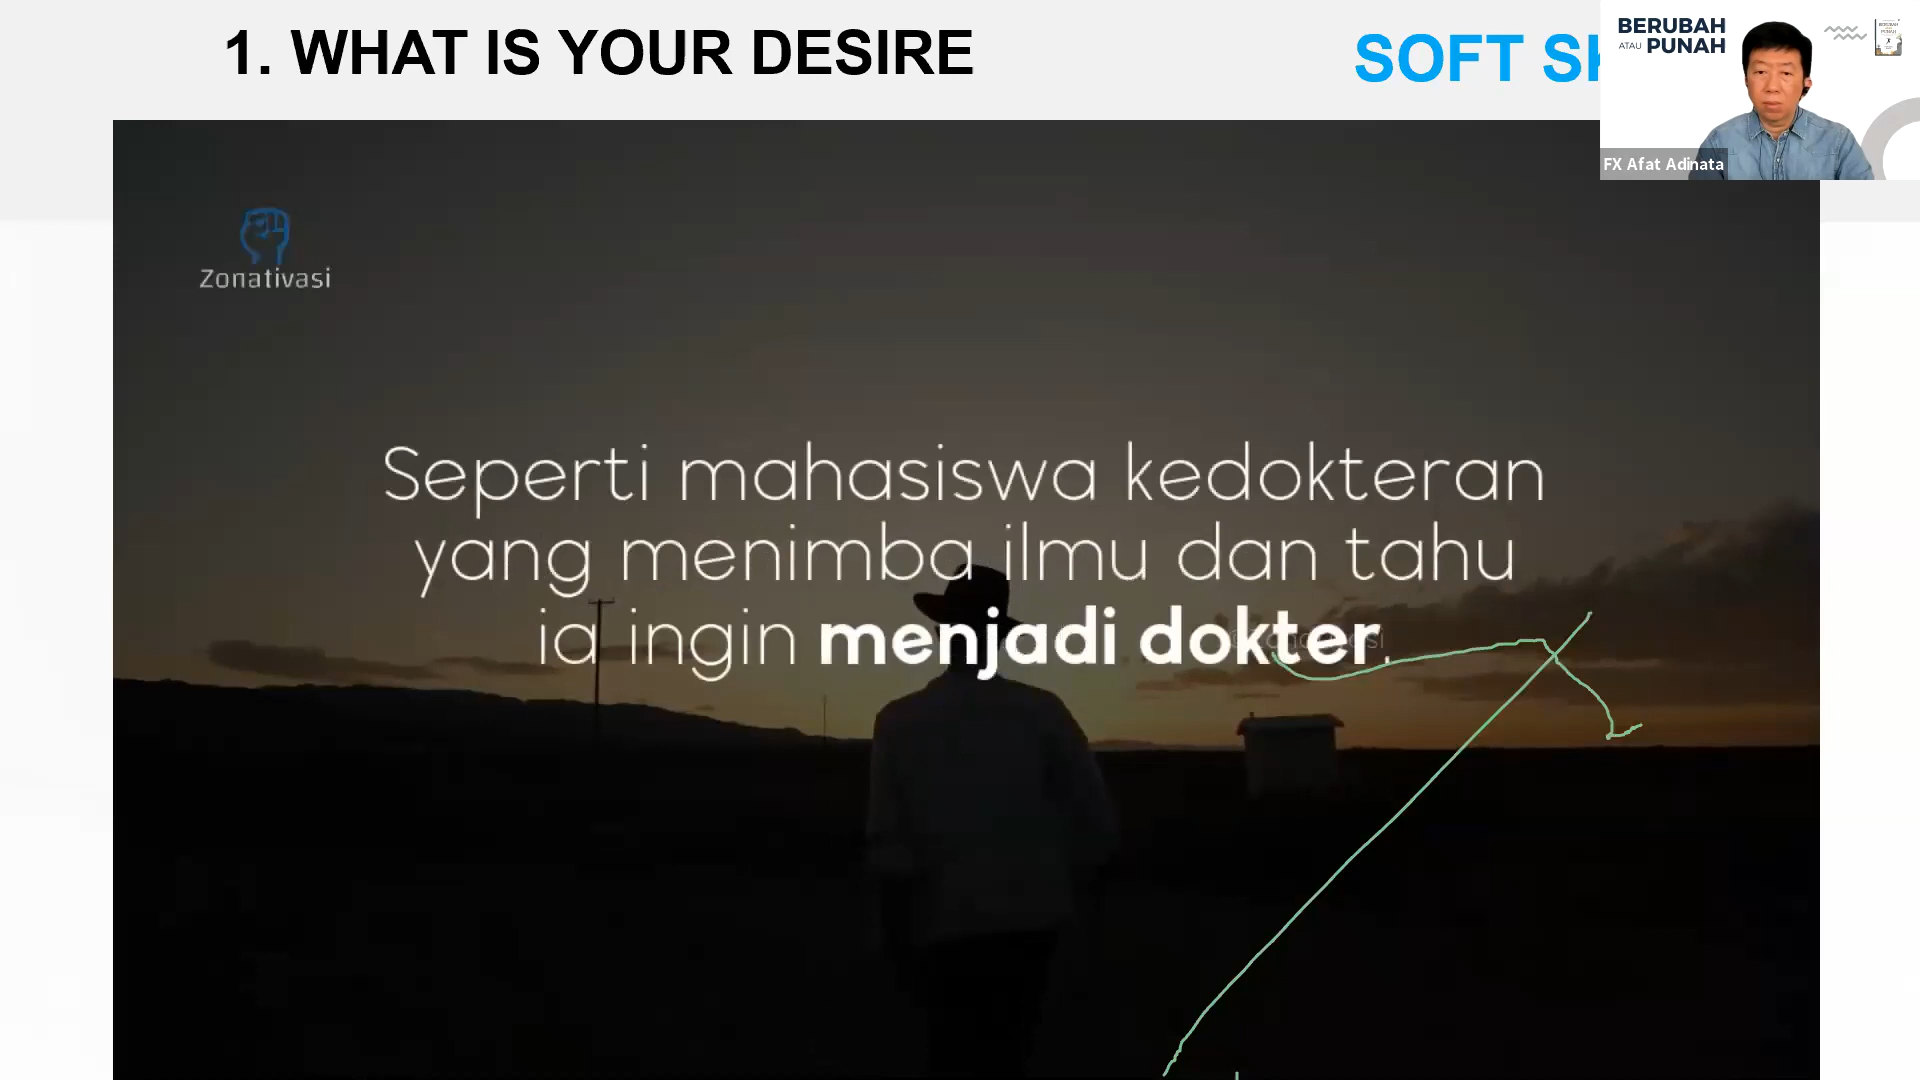 1. WHAT IS YOUR DESIRE
SOFT
BERUBAH
ATAU PUNAH
FX Afat Adinata
Zonativasi
Seperti mahasiswa kedokteran
yang menimba ilmu dan tahu
ia ingin menjadi dokter.